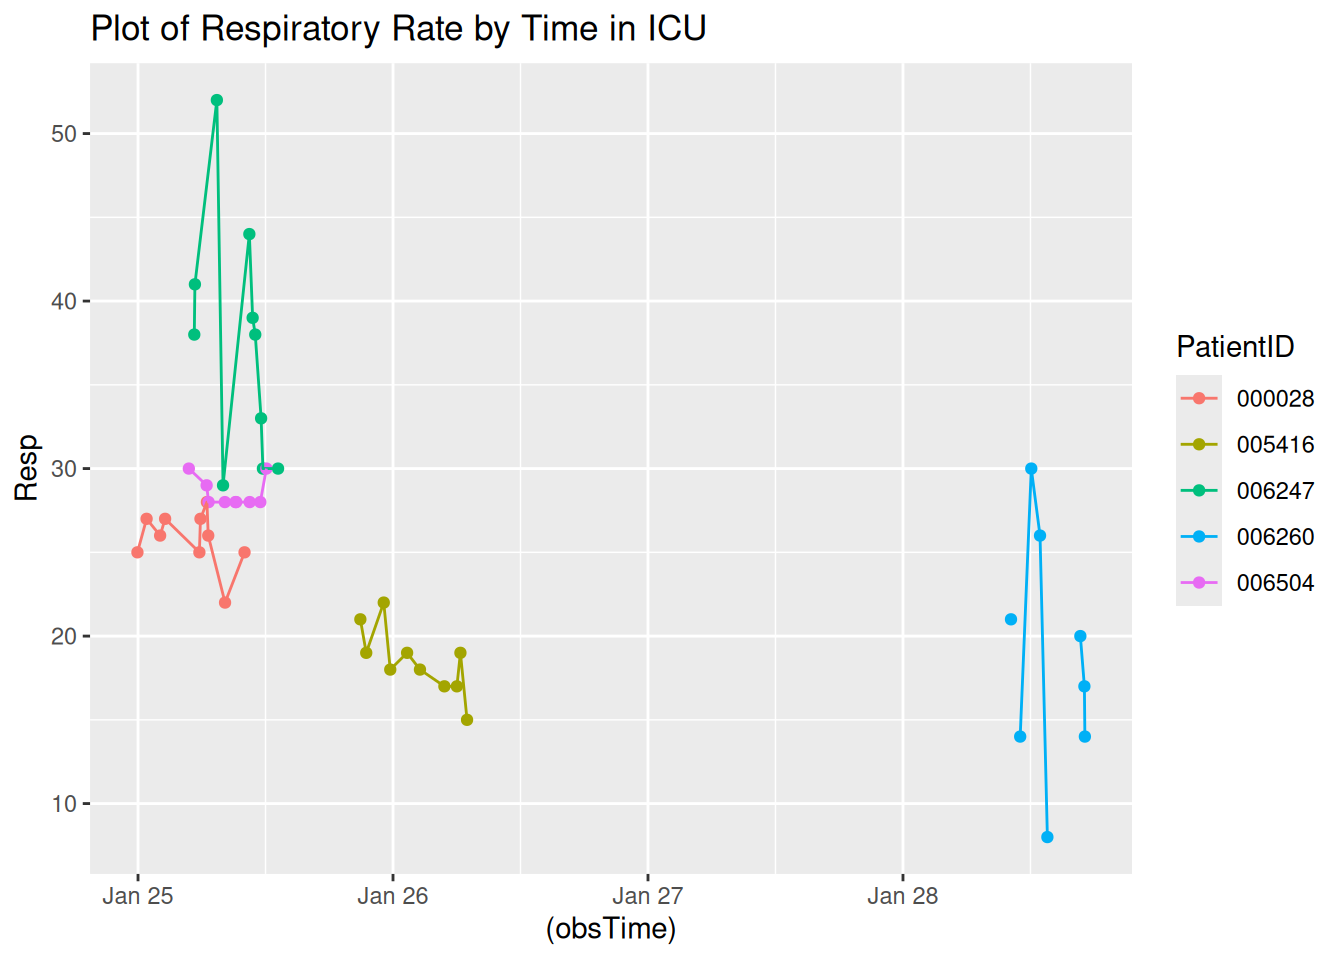 Plot of Respiratory Rate by Time in ICU
Resp
50
40
30
20
10
Jan 25
Jan 26
Jan 27
Jan 28
(obsTime)
PatientID
000028
005416
006247
006260
006504